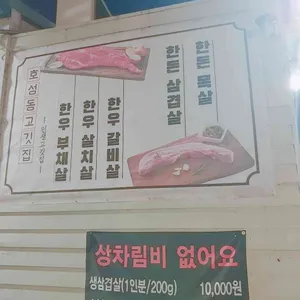 호성동고깃집
한우 부채살
한우 살치살
한우 갈비살
한돈 삼겹살
한돈 목살
상차림비 없어요
생삼겹살(1인분/200g) 10,000원